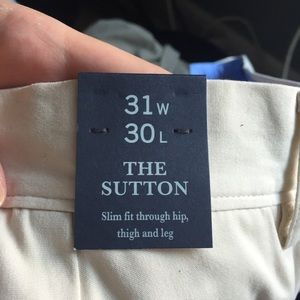 31W
30L
THE
SUTTON
Slim fit through hip,
thigh and leg